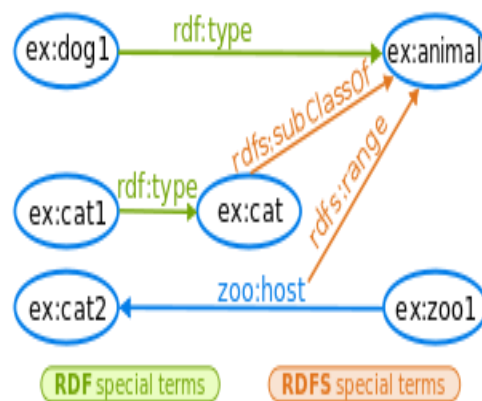 rdf:type
ex:dog1
ex:animal
rdfs:subClassOf
rdfs:range
rdf:type
ex:cat1
ex:cat
zoo:host
ex:cat2
ex:zoo1
RDF special terms
RDFS special terms